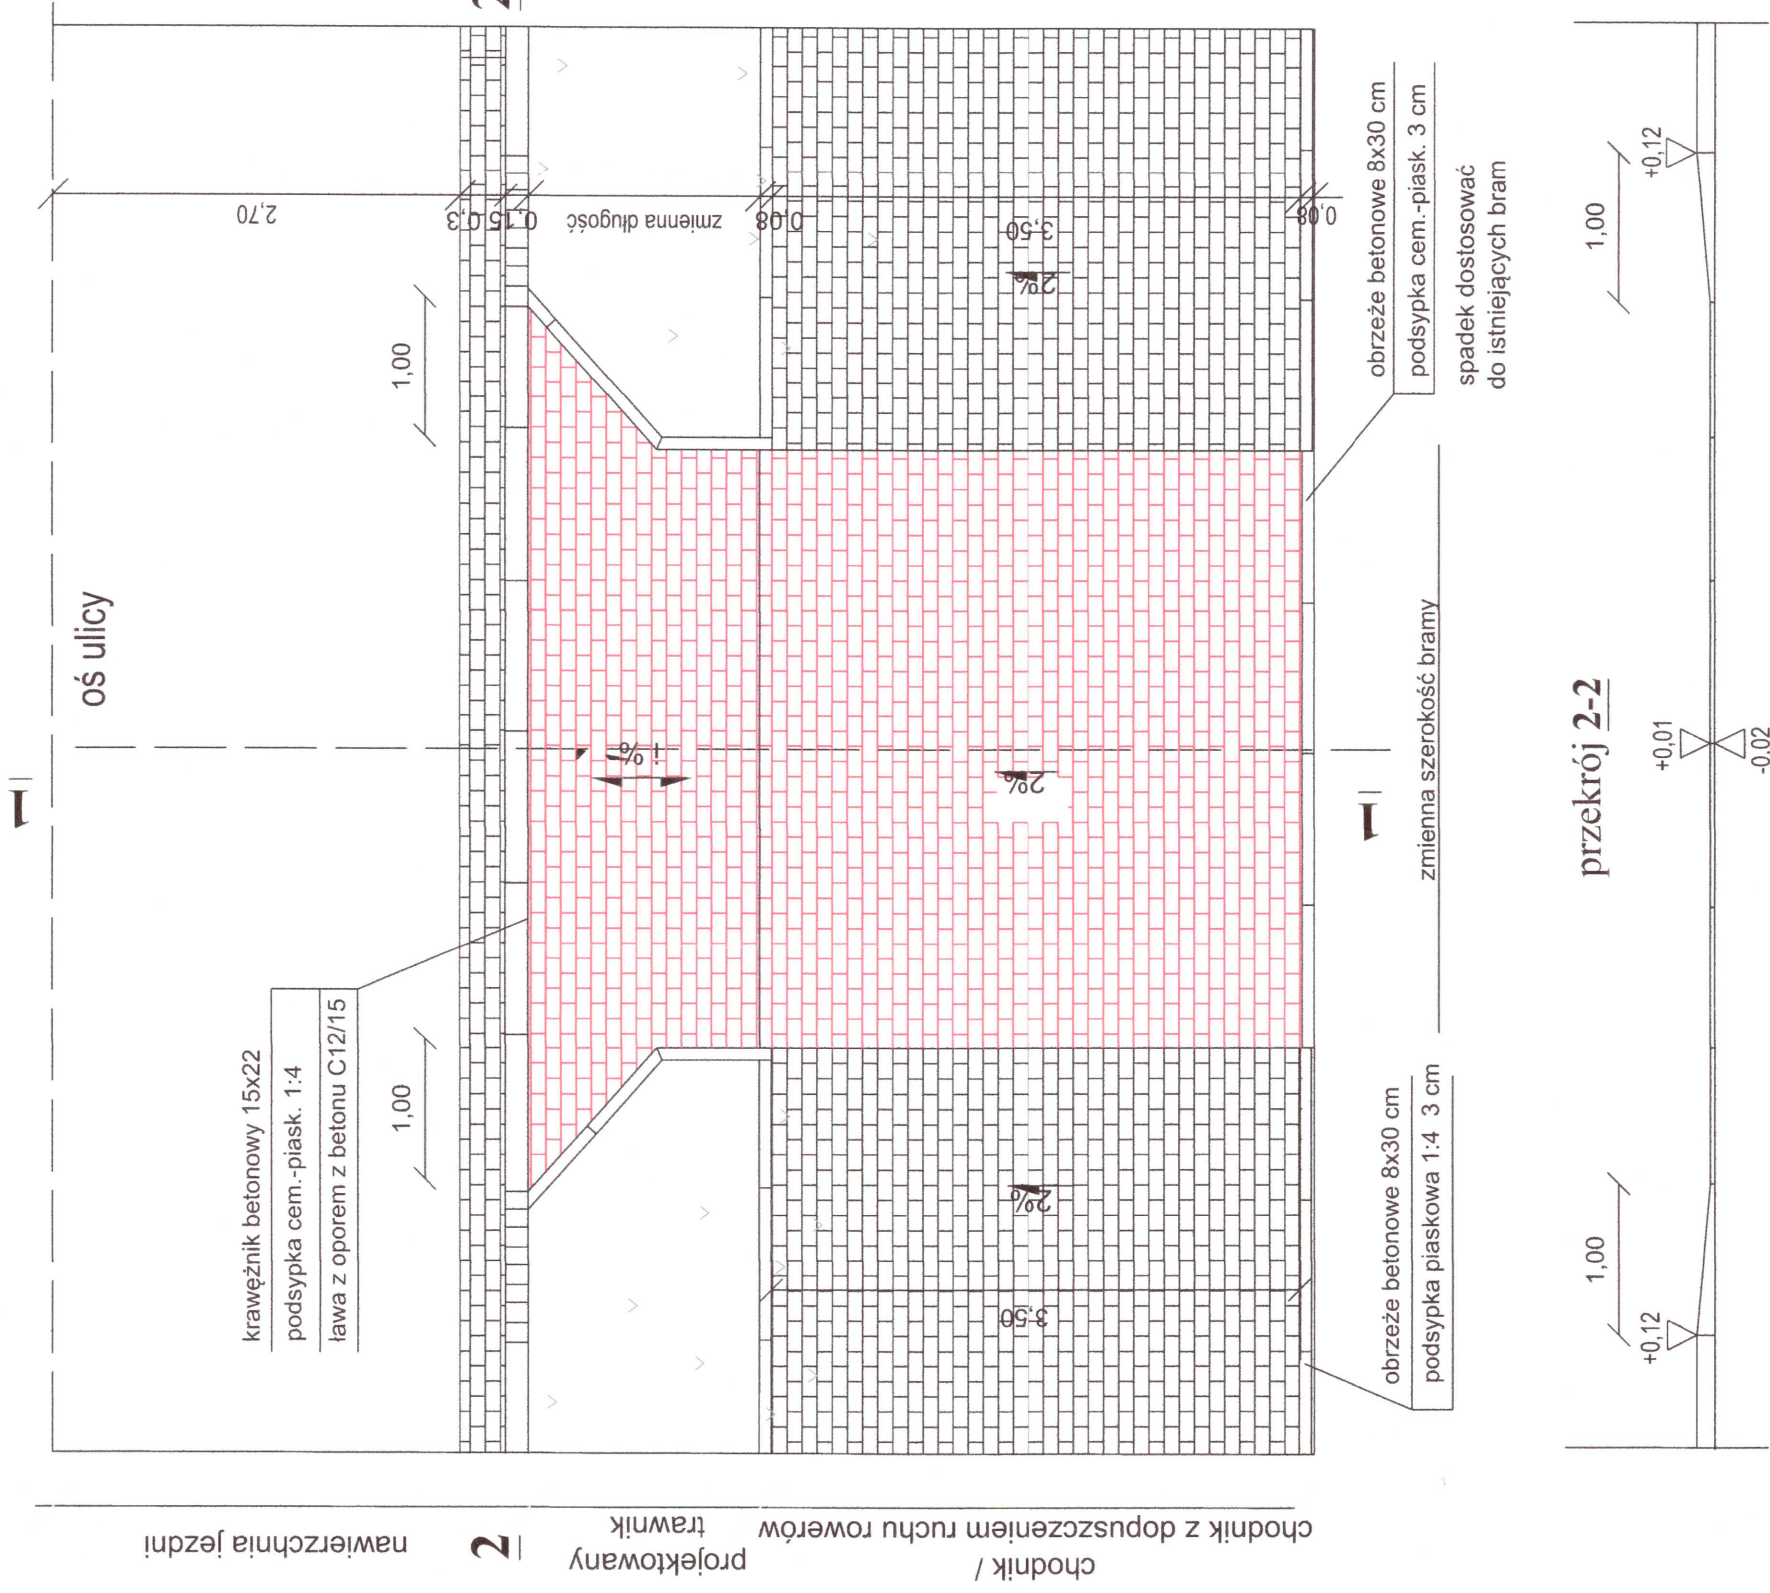 1
oś ulicy
2,70
0,3
0,15
zmienna długość
0,08
3,50
0,08
2
krawężnik betonowy 15x22
podsypka cem.-piask. 1:4
ława z oporem z betonu C12/15
1,00
1,00
i %
2%
2%
2%
3,50
nawierzchnia jezdni
2
projektowany
trawnik
chodnik /
chodnik z dopuszczeniem ruchu rowerów
obrzeże betonowe 8x30 cm
podsypka piaskowa 1:4 3 cm
1
zmienna szerokość bramy
obrzeże betonowe 8x30 cm
podsypka cem.-piask. 3 cm
spadek dostosować
do istniejących bram
przekrój 2-2
+0,12
1,00
+0,01
-0.02
1,00
+0,12